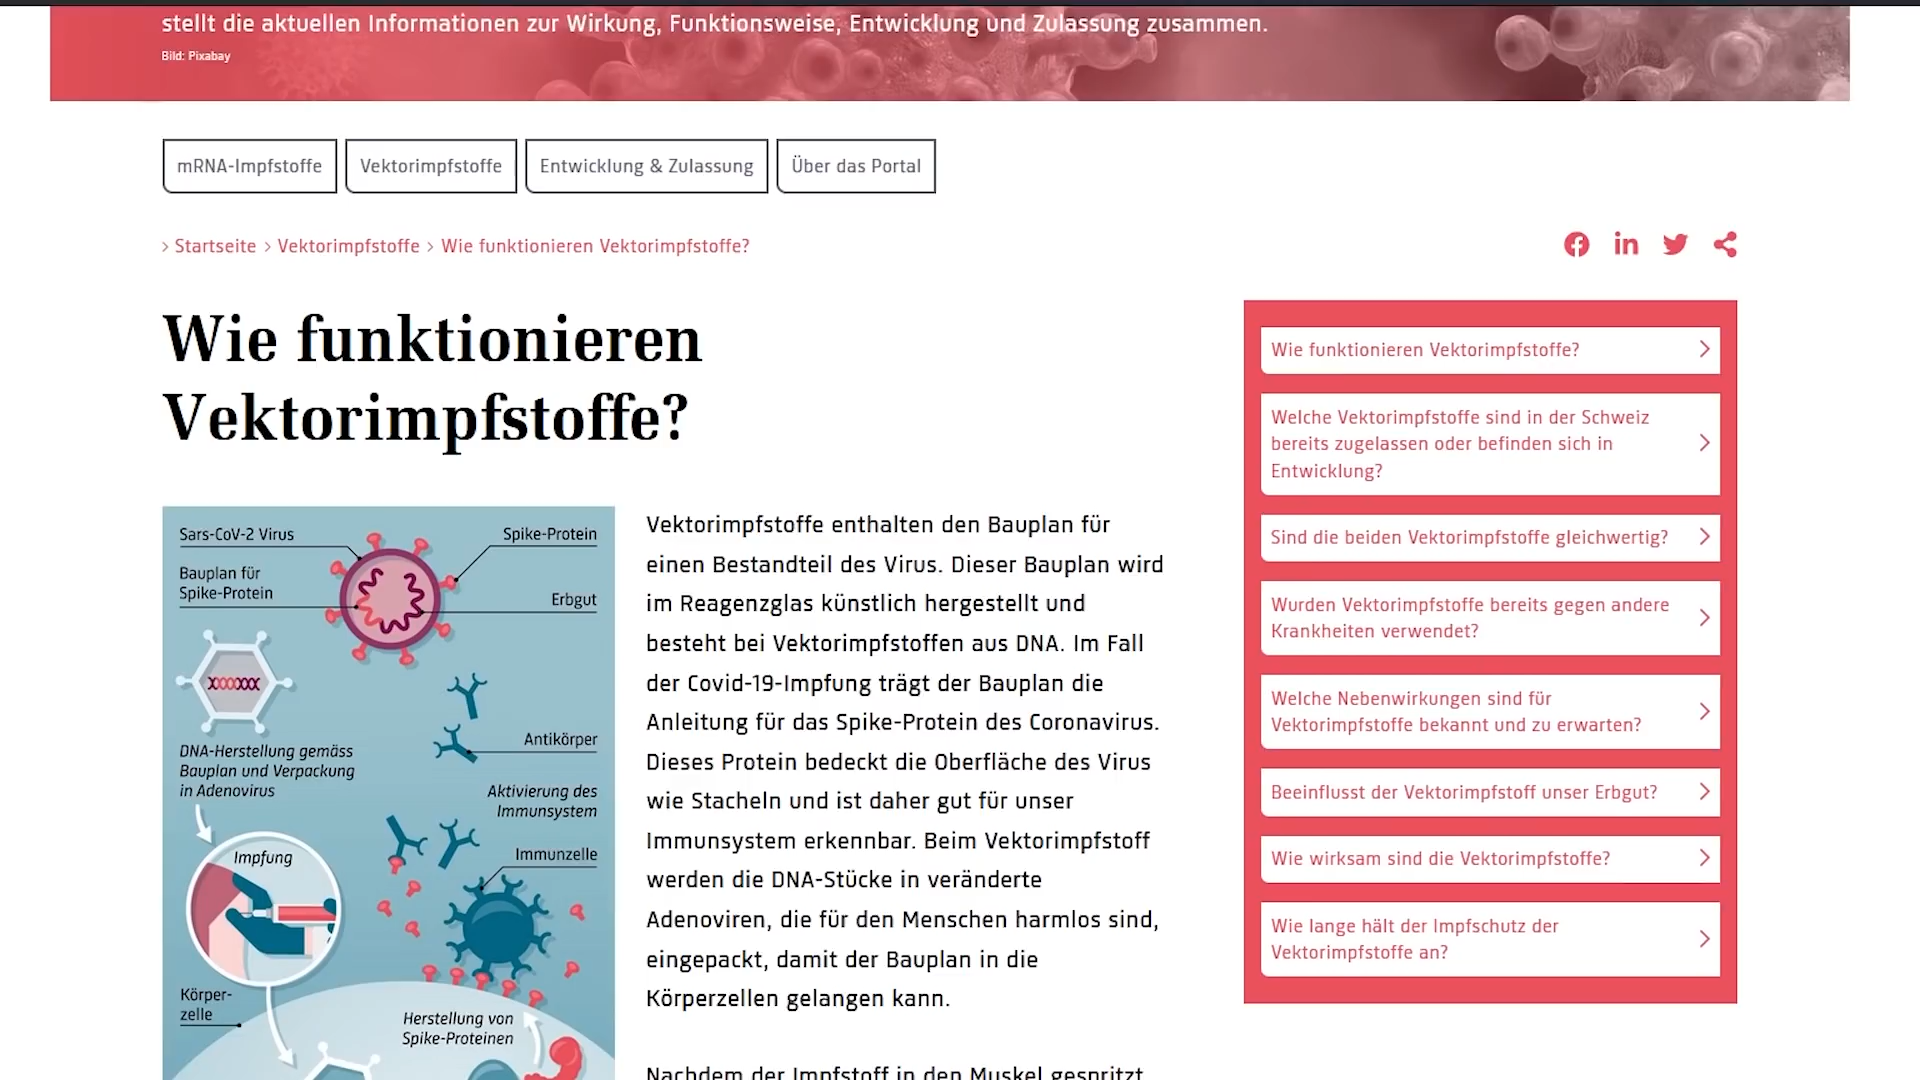 stellt die aktuellen Informationen zur Wirkung, Funktionsweise, Entwicklung und Zulassung zusammen.
Bild: Pixabay
mRNA-Impfstoffe
Vektorimpfstoffe
Entwicklung & Zulassung
Über das Portal
> Startseite > Vektorimpfstoffe > Wie funktionieren Vektorimpfstoffe?
Wie funktionieren
Vektorimpfstoffe?
Sars-CoV-2 Virus
Spike-Protein
Bauplan für
Spike-Protein
Erbgut
DNA-Herstellung gemäss
Bauplan und Verpackung
in Adenovirus
Antikörper
Aktivierung des
Immunsystem
Immunzelle
Impfung
Körper-
zelle
Herstellung von
Spike-Proteinen
Vektorimpfstoffe enthalten den Bauplan für
einen Bestandteil des Virus. Dieser Bauplan wird
im Reagenzglas künstlich hergestellt und
besteht bei Vektorimpfstoffen aus DNA. Im Fall
der Covid-19-Impfung trägt der Bauplan die
Anleitung für das Spike-Protein des Coronavirus.
Dieses Protein bedeckt die Oberfläche des Virus
wie Stacheln und ist daher gut für unser
Immunsystem erkennbar. Beim Vektorimpfstoff
werden die DNA-Stücke in veränderte
Adenoviren, die für den Menschen harmlos sind,
eingepackt, damit der Bauplan in die
Körperzellen gelangen kann.
Nachdem der Impfstoff in den Muskel gespritzt
Wie funktionieren Vektorimpfstoffe?
Welche Vektorimpfstoffe sind in der Schweiz
bereits zugelassen oder befinden sich in
Entwicklung?
Sind die beiden Vektorimpfstoffe gleichwertig?
Wurden Vektorimpfstoffe bereits gegen andere
Krankheiten verwendet?
Welche Nebenwirkungen sind für
Vektorimpfstoffe bekannt und zu erwarten?
Beeinflusst der Vektorimpfstoff unser Erbgut?
Wie wirksam sind die Vektorimpfstoffe?
Wie lange hält der Impfschutz der
Vektorimpfstoffe an?